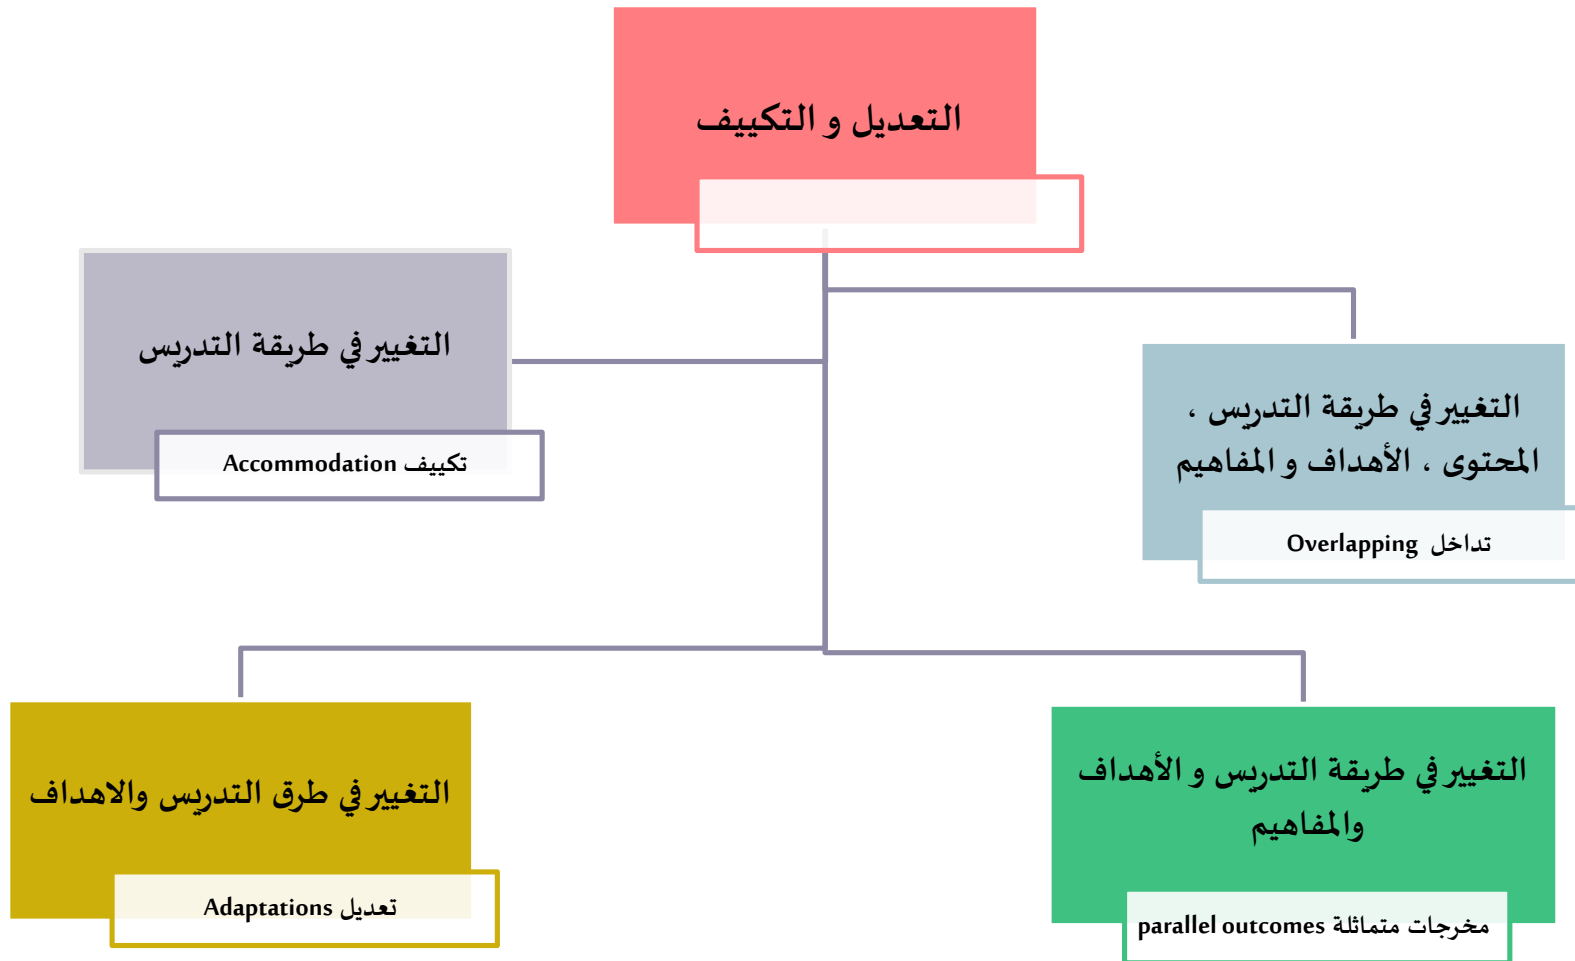 التعديل و التكييف
التغيير في طريقة التدريس
تكييف Accommodation
التغيير في طريقة التدريس ،
المحتوى ، الأهداف و المفاهيم
تداخل Overlapping
التغيير في طرق التدريس والاهداف
تعديل Adaptations
التغيير في طريقة التدريس و الأهداف
والمفاهيم
مخرجات متماثلة parallel outcomes